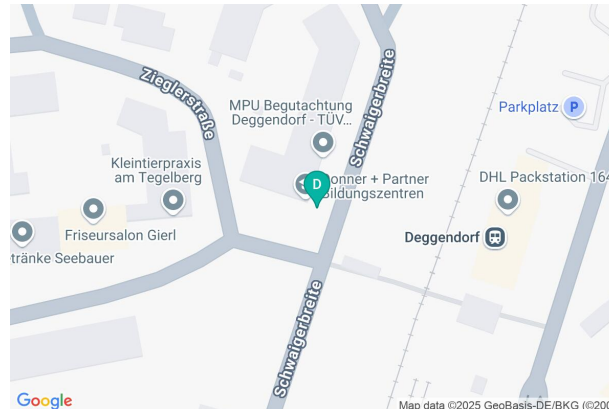 Zieglerstraße
MPU Begutachtung
Deggendorf - TÜV...
Schwaigerbreite
Parkplatz
P
Kleintierpraxis
am Tegelberg
D
onner + Partner
Bildungszentren
DHL Packstation 164
Friseursalon Gierl
Deggendorf
tränke Seebauer
Schwaigerbreite
Google
Map data ©2025 GeoBasis-DE/BKG (©200